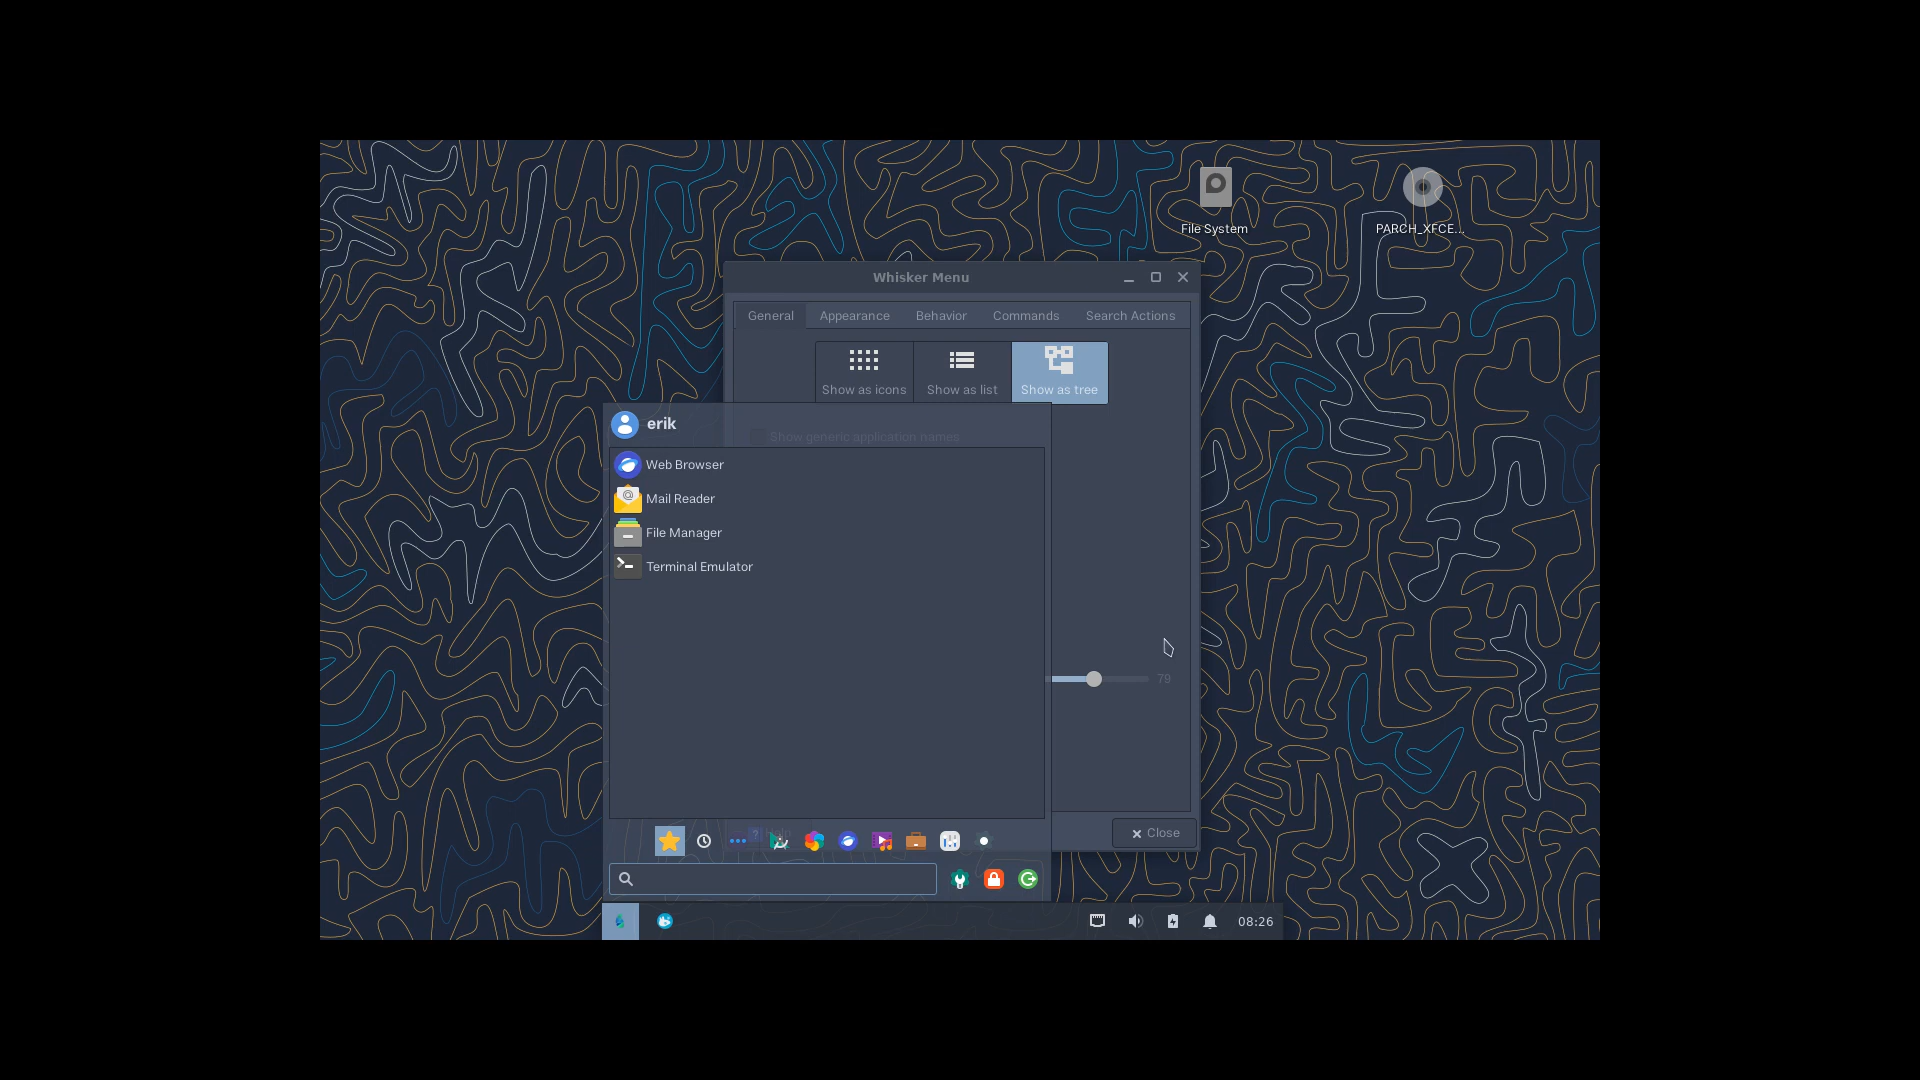 File System
PARCH_XFCE...
Whisker Menu
General
Appearance
Behavior
Commands
Search Actions
Show as icons
Show as list
Show as tree
erik
Show generic application names
Web Browser
Mail Reader
File Manager
Terminal Emulator
79
Help
Close
08:26